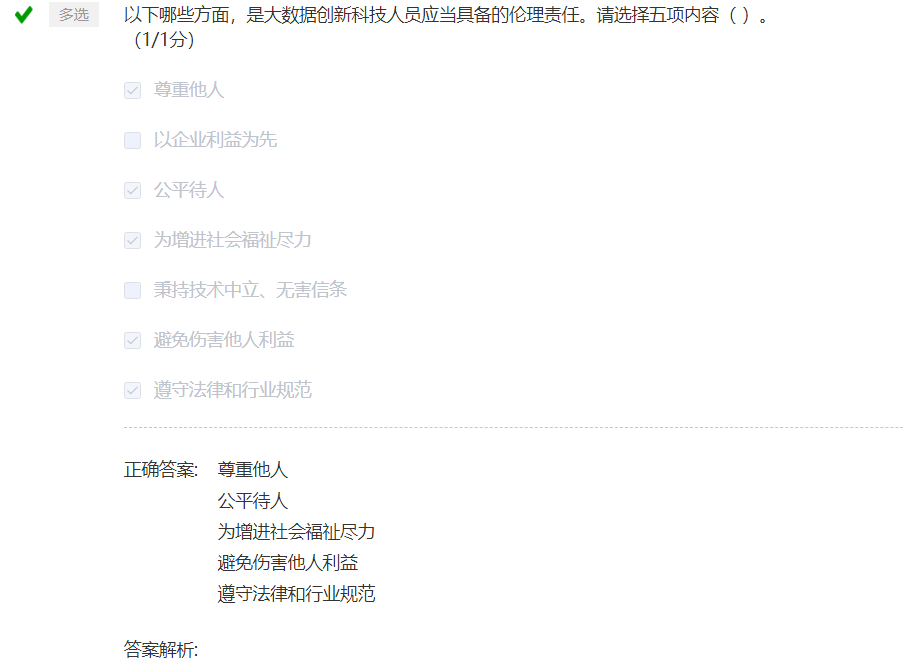 多选 以下哪些方面，是大数据创新科技人员应当具备的伦理责任。请选择五项内容（ ）。
（1/1分）
尊重他人
以企业利益为先
公平待人
为增进社会福祉尽力
秉持技术中立、无害信条
避免伤害他人利益
遵守法律和行业规范
正确答案: 尊重他人
公平待人
为增进社会福祉尽力
避免伤害他人利益
遵守法律和行业规范
答案解析: